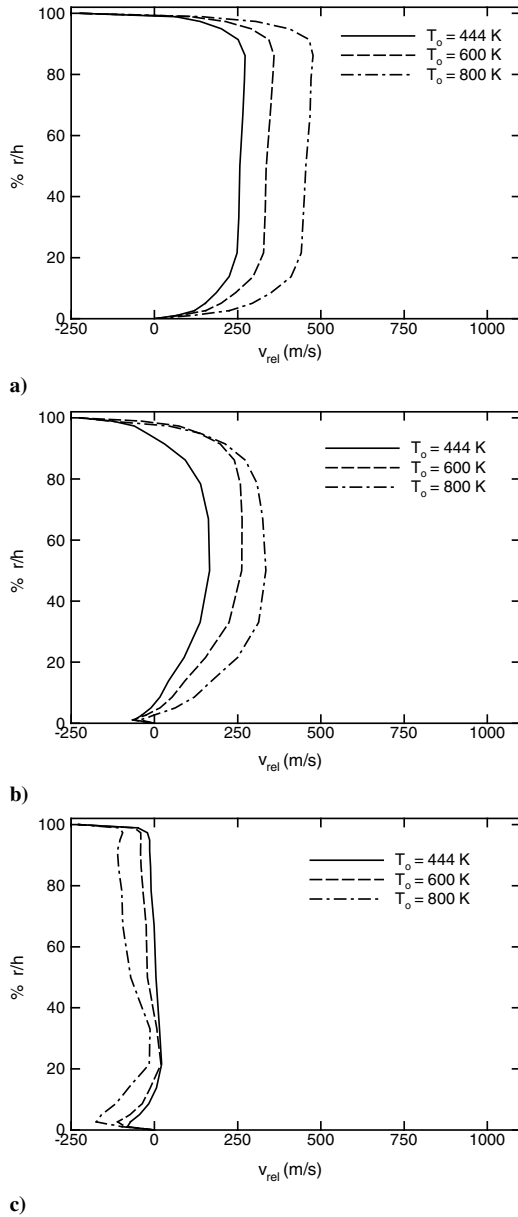 100
80
60
40
20
0
% r/h
-250
0
250
500
750
1000
v_rel (m/s)
T_o = 444 K
T_o = 600 K
T_o = 800 K
a)
100
80
60
40
20
0
% r/h
-250
0
250
500
750
1000
v_rel (m/s)
T_o = 444 K
T_o = 600 K
T_o = 800 K
b)
100
80
60
40
20
0
% r/h
-250
0
250
500
750
1000
v_rel (m/s)
T_o = 444 K
T_o = 600 K
T_o = 800 K
c)